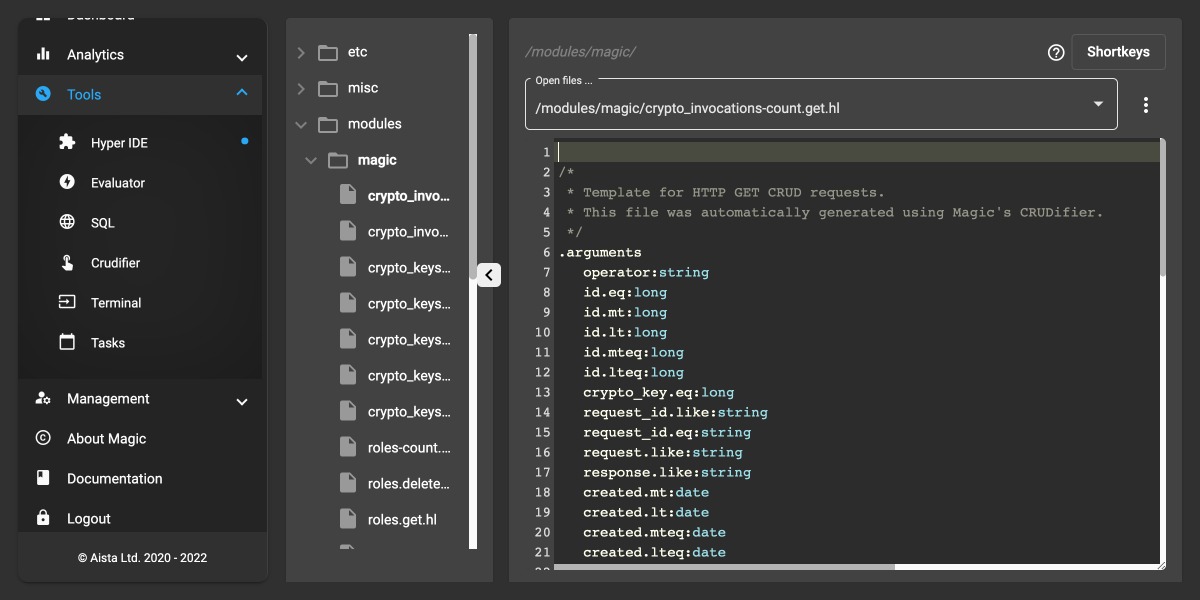 Dashboard
Analytics
Tools
Hyper IDE
Evaluator
SQL
Crudifier
Terminal
Tasks
Management
About Magic
Documentation
Logout
© Aista Ltd. 2020 - 2022
etc
misc
modules
magic
crypto_invo...
crypto_invo...
crypto_keys...
crypto_keys...
crypto_keys...
crypto_keys...
crypto_keys...
roles-count....
roles.delete...
roles.get.hl
/modules/magic/
Shortkeys
Open files ...
/modules/magic/crypto_invocations-count.get.hl
1
2 /*
3  * Template for HTTP GET CRUD requests.
4  * This file was automatically generated using Magic's CRUDifier.
5  */
6 .arguments
7    operator:string
8    id.eq:long
9    id.mt:long
10    id.lt:long
11    id.mteq:long
12    id.lteq:long
13    crypto_key.eq:long
14    request_id.like:string
15    request_id.eq:string
16    request.like:string
17    response.like:string
18    created.mt:date
19    created.lt:date
20    created.mteq:date
21    created.lteq:date